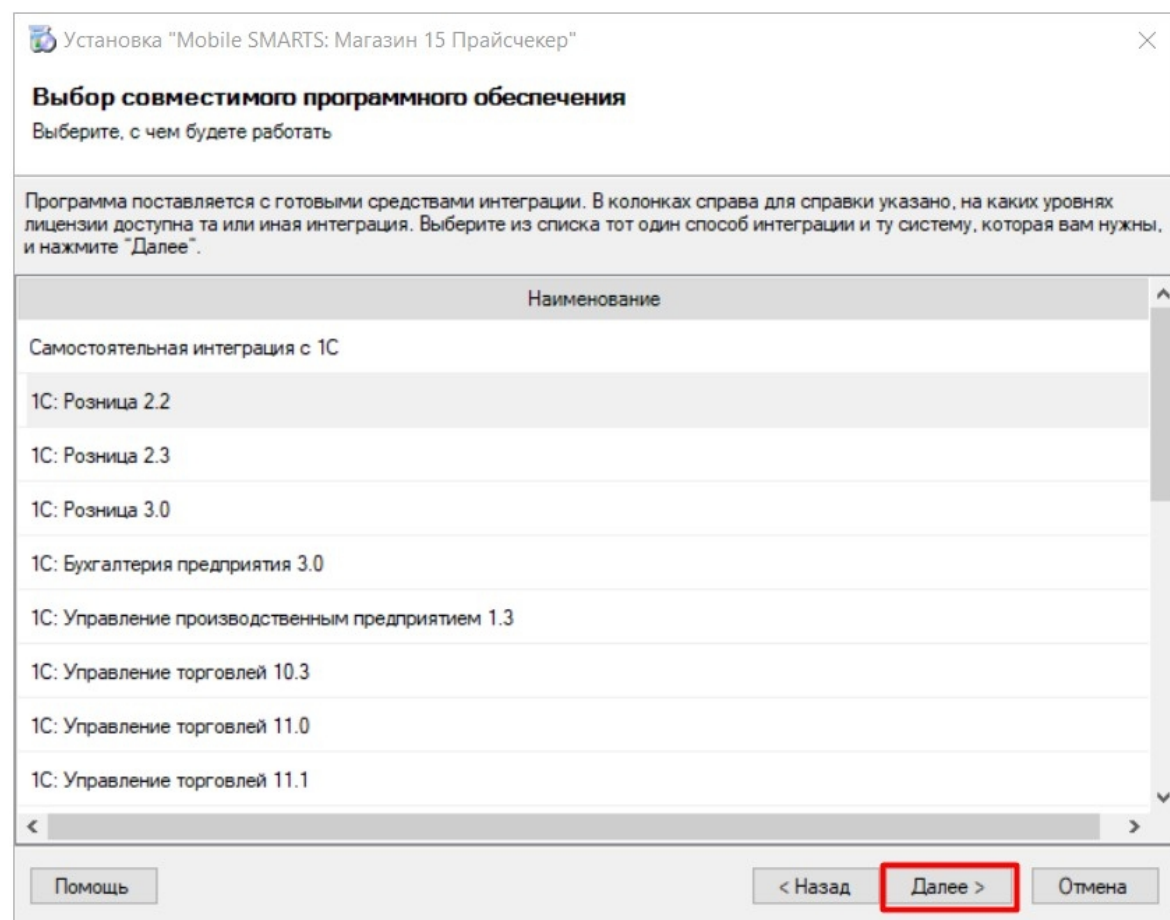 Установка "Mobile SMARTS: Магазин 15 Прайсчекер"
Выбор совместимого программного обеспечения
Выберите, с чем будете работать
Программа поставляется с готовыми средствами интеграции. В колонках справа для справки указано, на каких уровнях
лицензии доступна та или иная интеграция. Выберите из списка тот один способ интеграции и ту систему, которая вам нужны,
и нажмите "Далее".
Наименование
Самостоятельная интеграция с 1С
1С: Розница 2.2
1С: Розница 2.3
1С: Розница 3.0
1С: Бухгалтерия предприятия 3.0
1С: Управление производственным предприятием 1.3
1С: Управление торговлей 10.3
1С: Управление торговлей 11.0
1С: Управление торговлей 11.1
Помощь < Назад Далее > Отмена